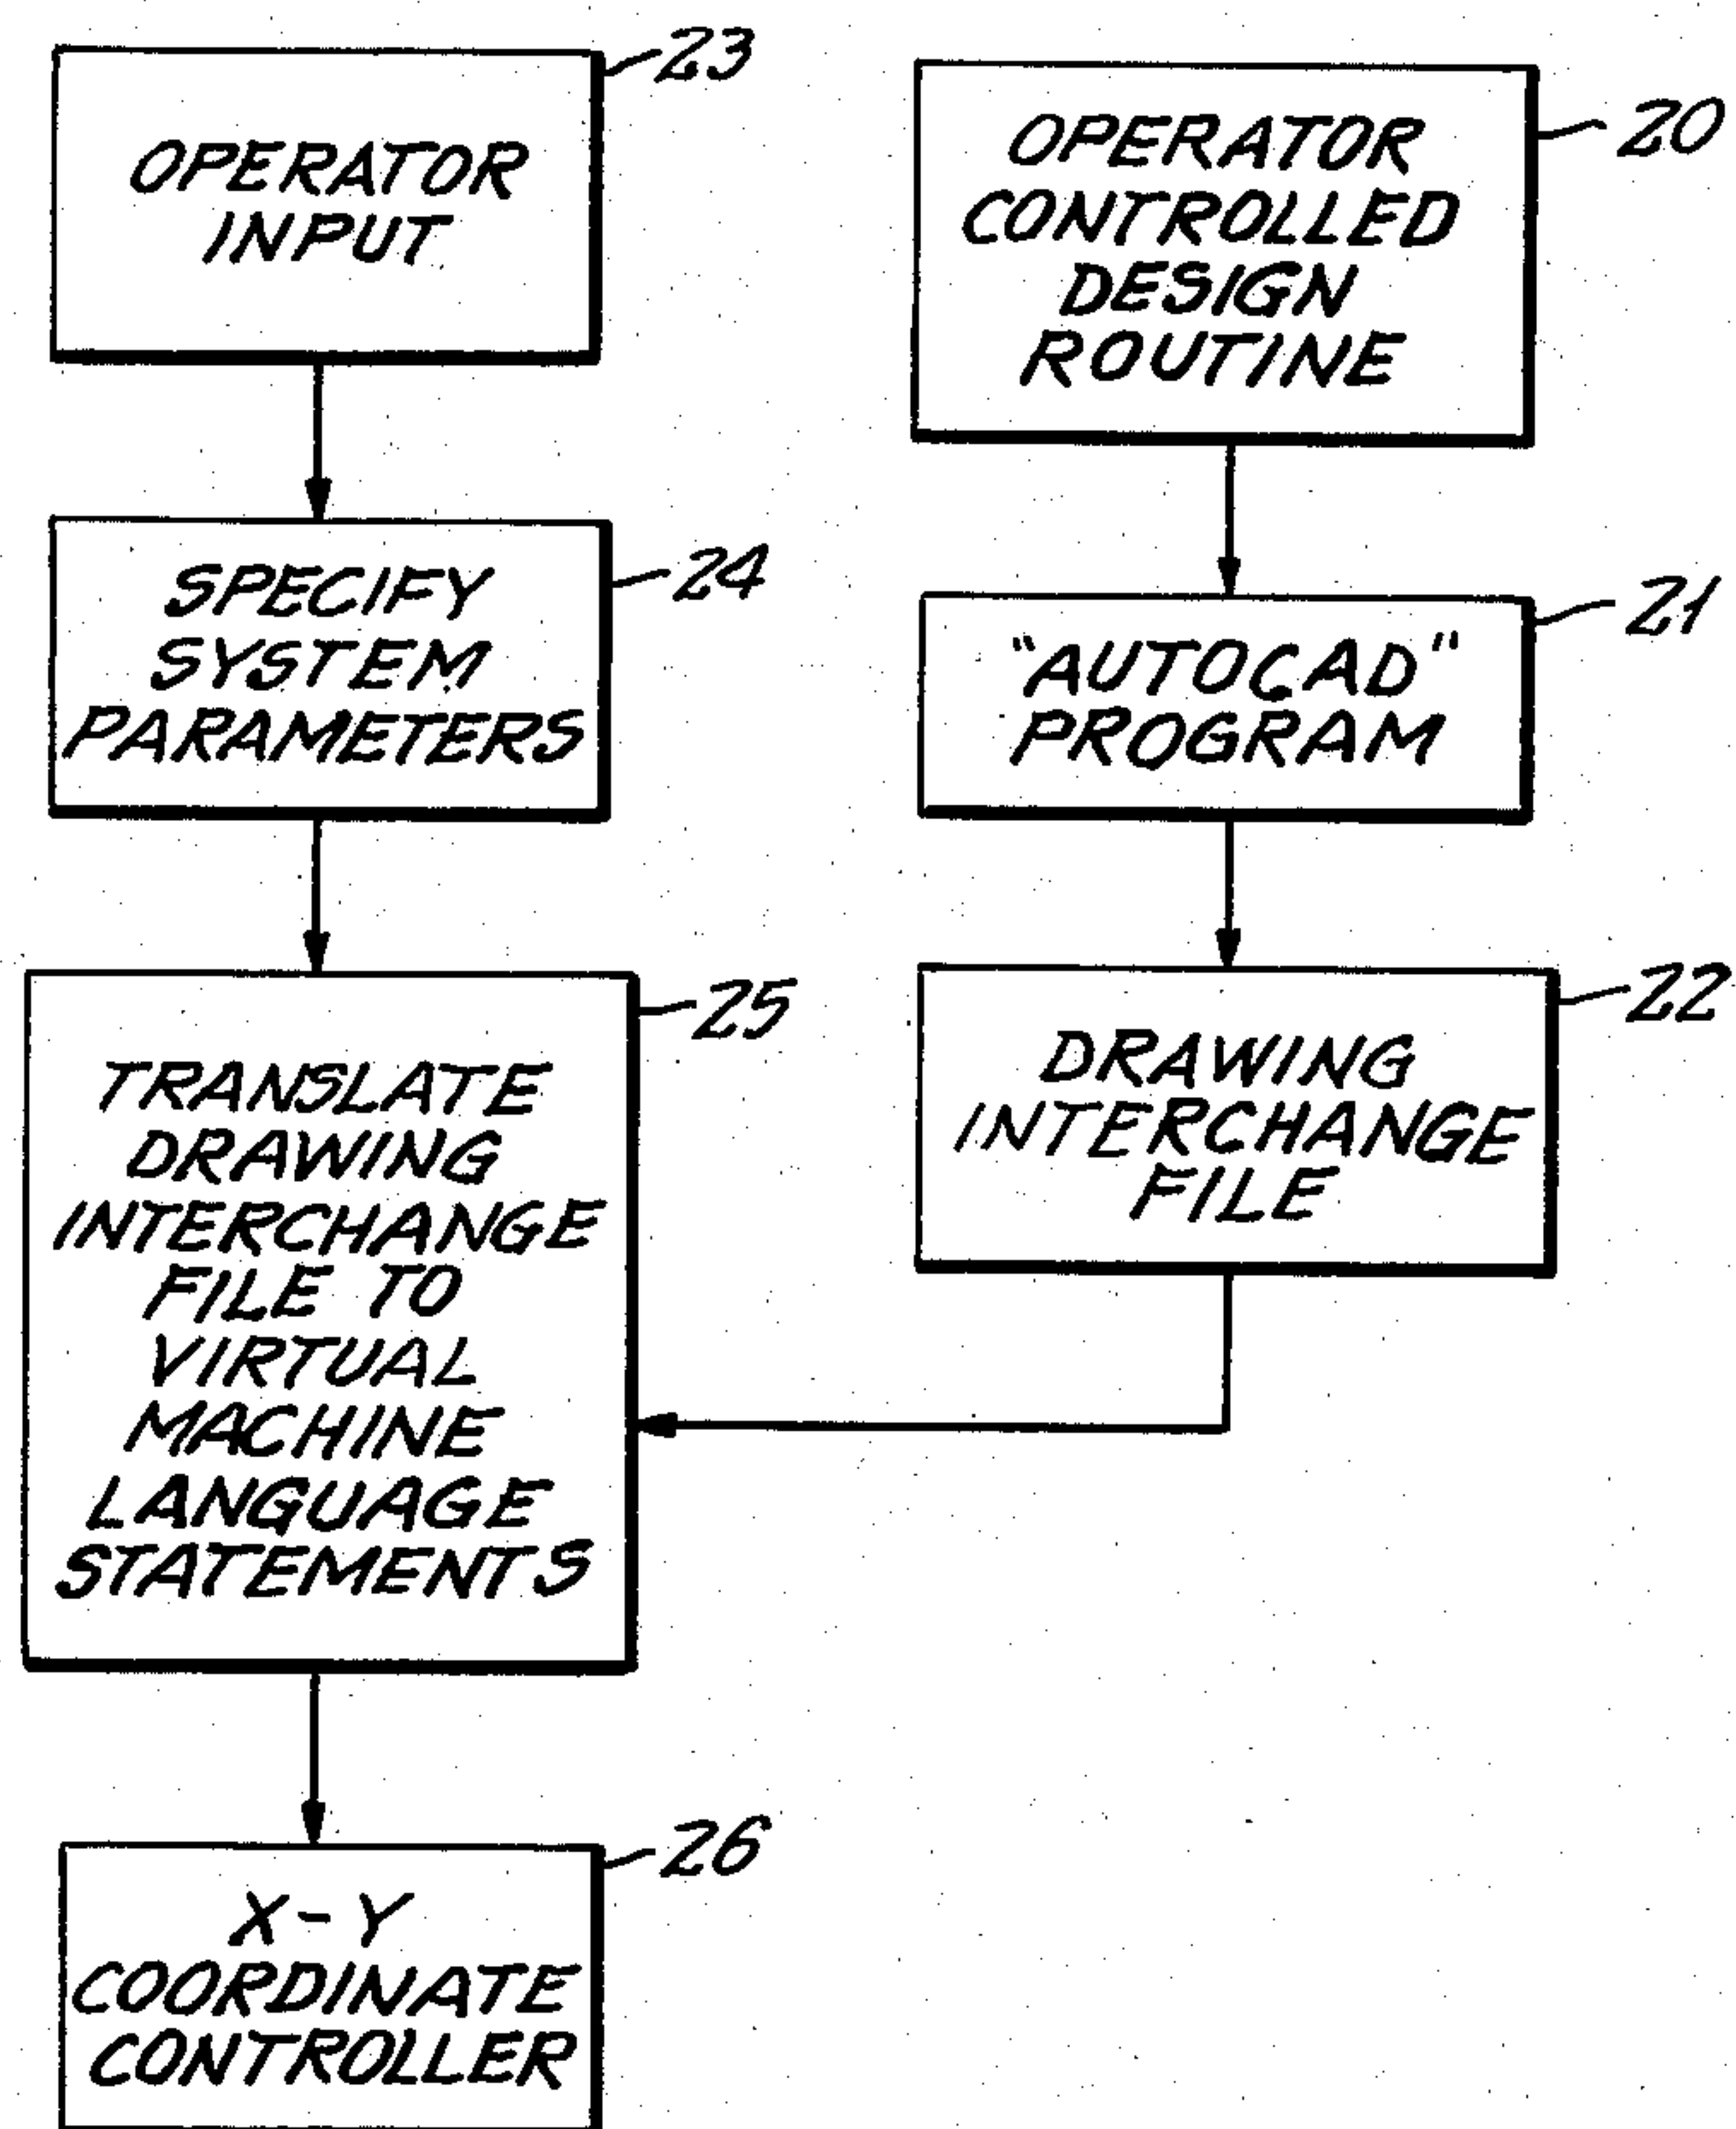 23
OPERATOR
INPUT
20
OPERATOR
CONTROLLED
DESIGN
ROUTINE
24
SPECIFY
SYSTEM
PARAMETERS
21
"AUTOCAD"
PROGRAM
25
TRANSLATE
DRAWING
INTERCHANGE
FILE TO
VIRTUAL
MACHINE
LANGUAGE
STATEMENTS
22
DRAWING
INTERCHANGE
FILE
26
X-Y
COORDINATE
CONTROLLER